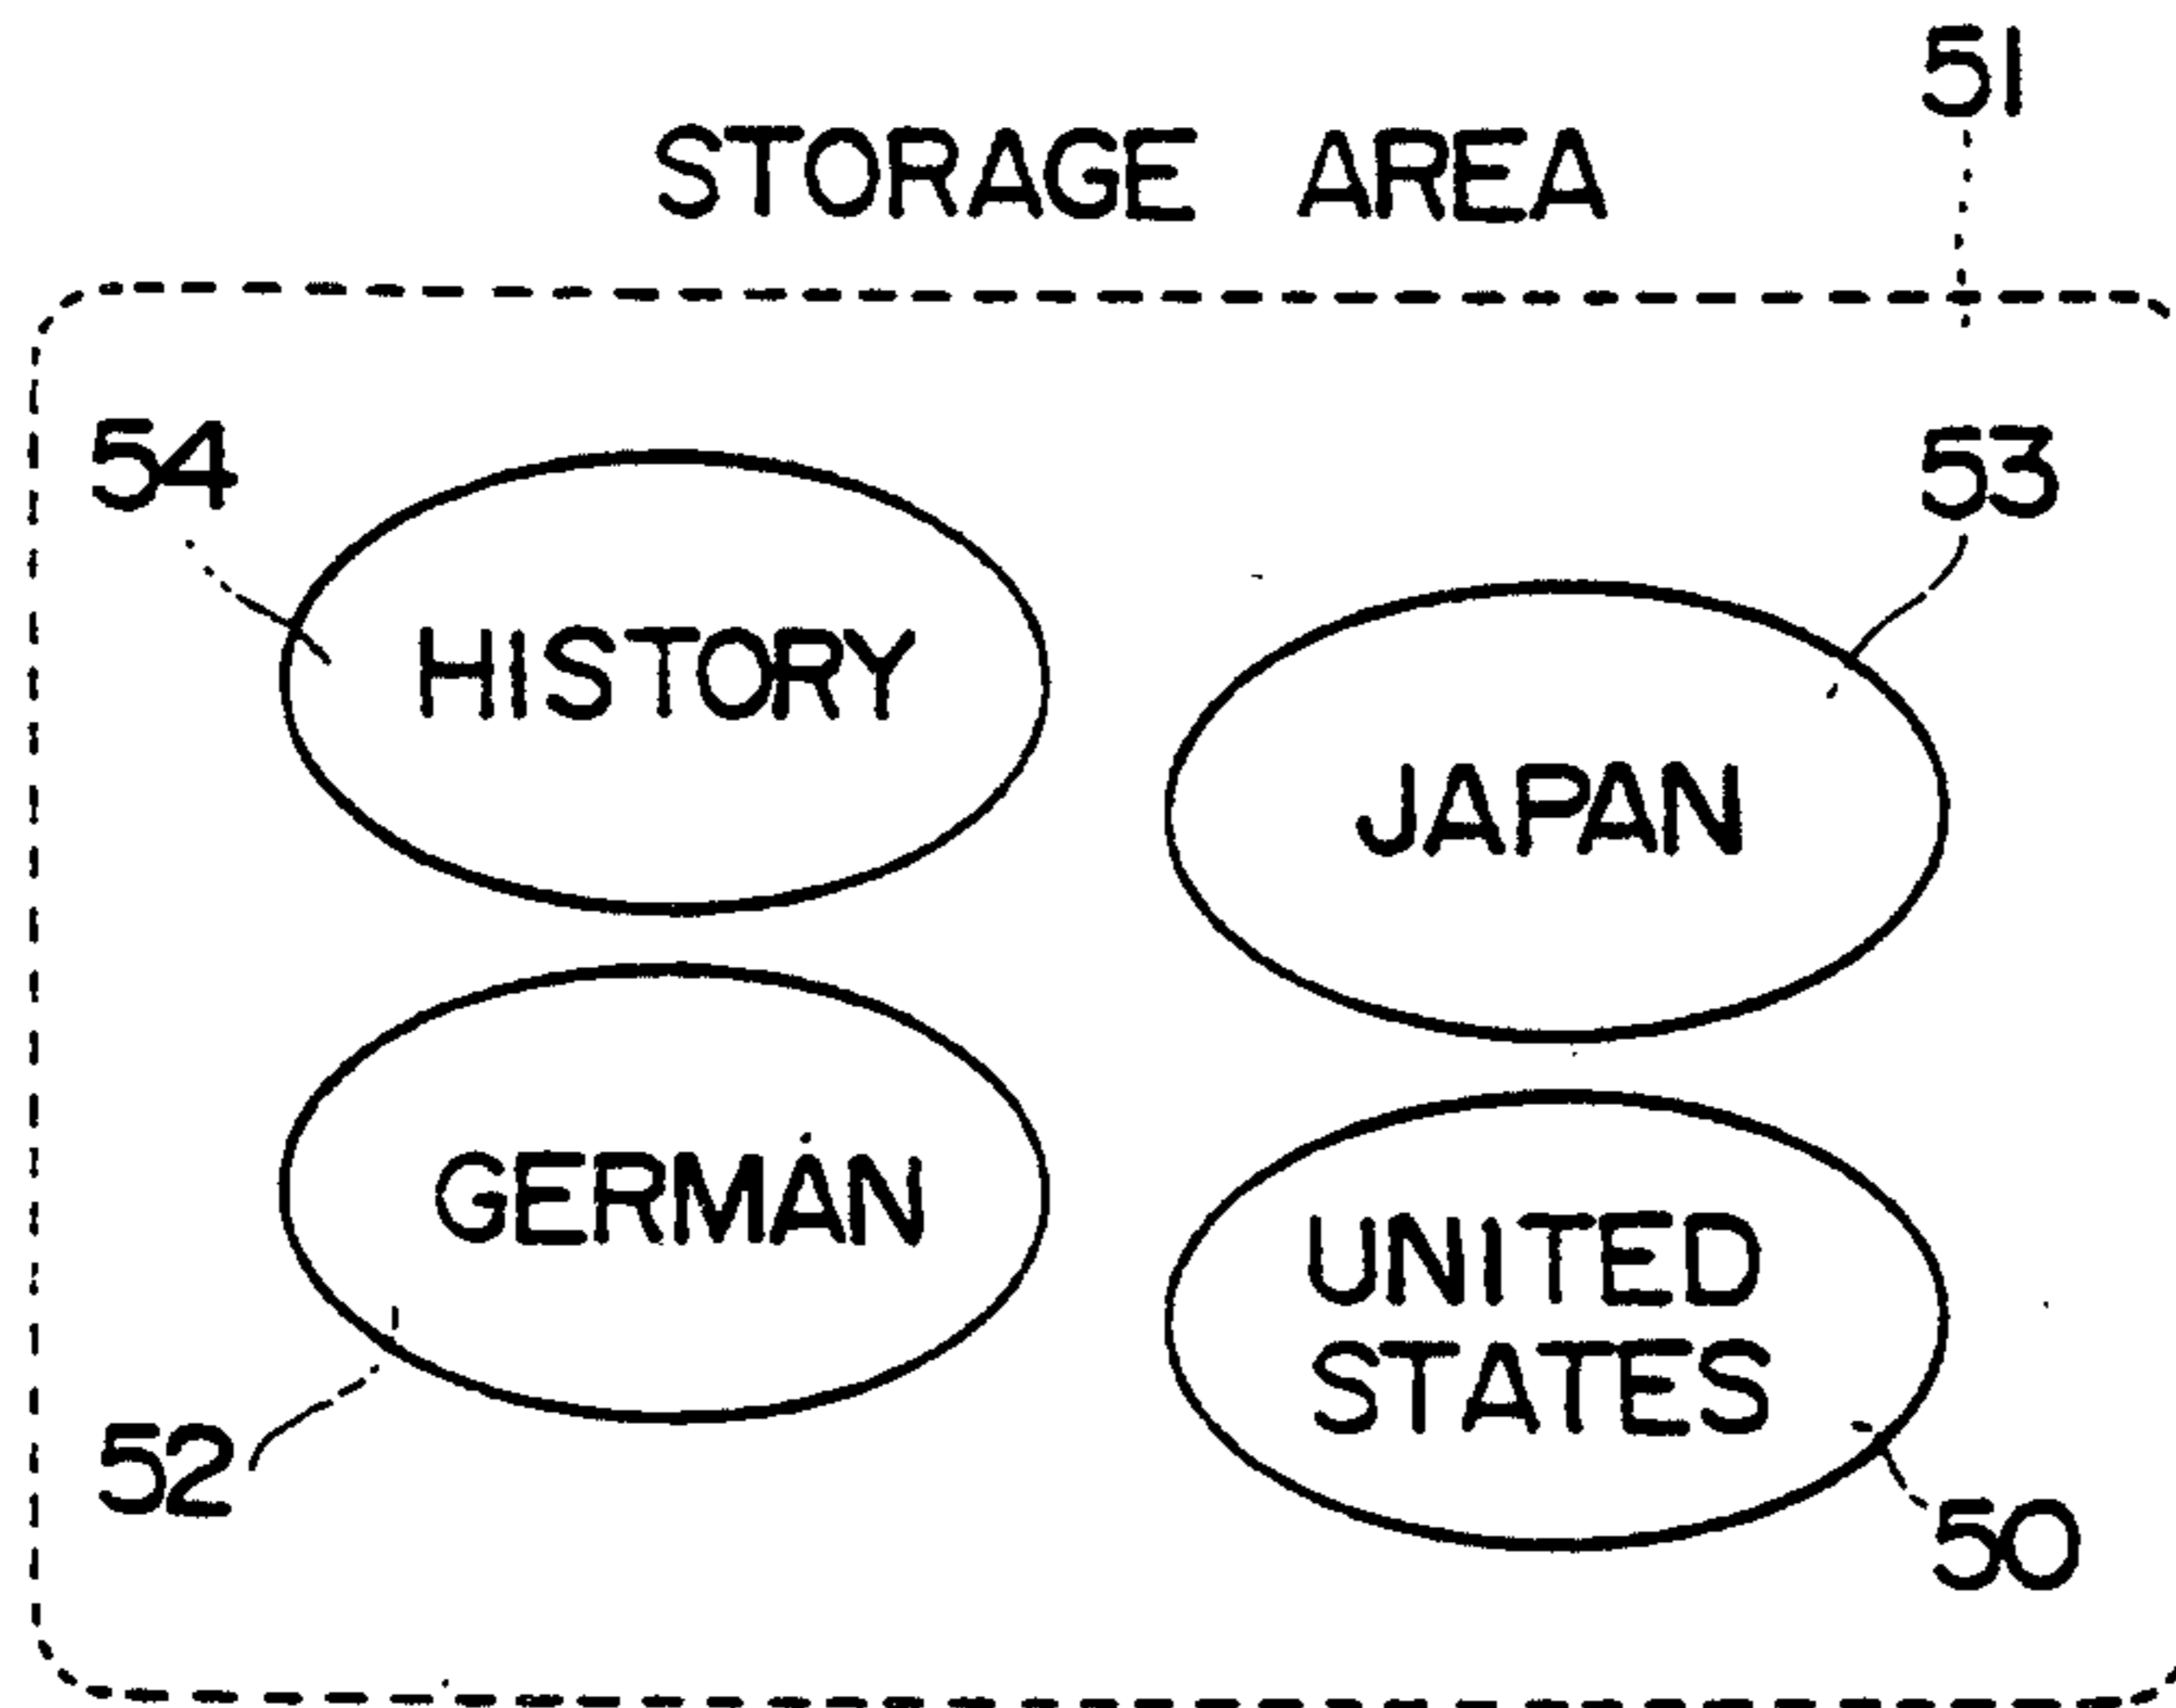 51
STORAGE AREA
54
53
HISTORY
JAPAN
GERMAN
UNITED
STATES
52
50